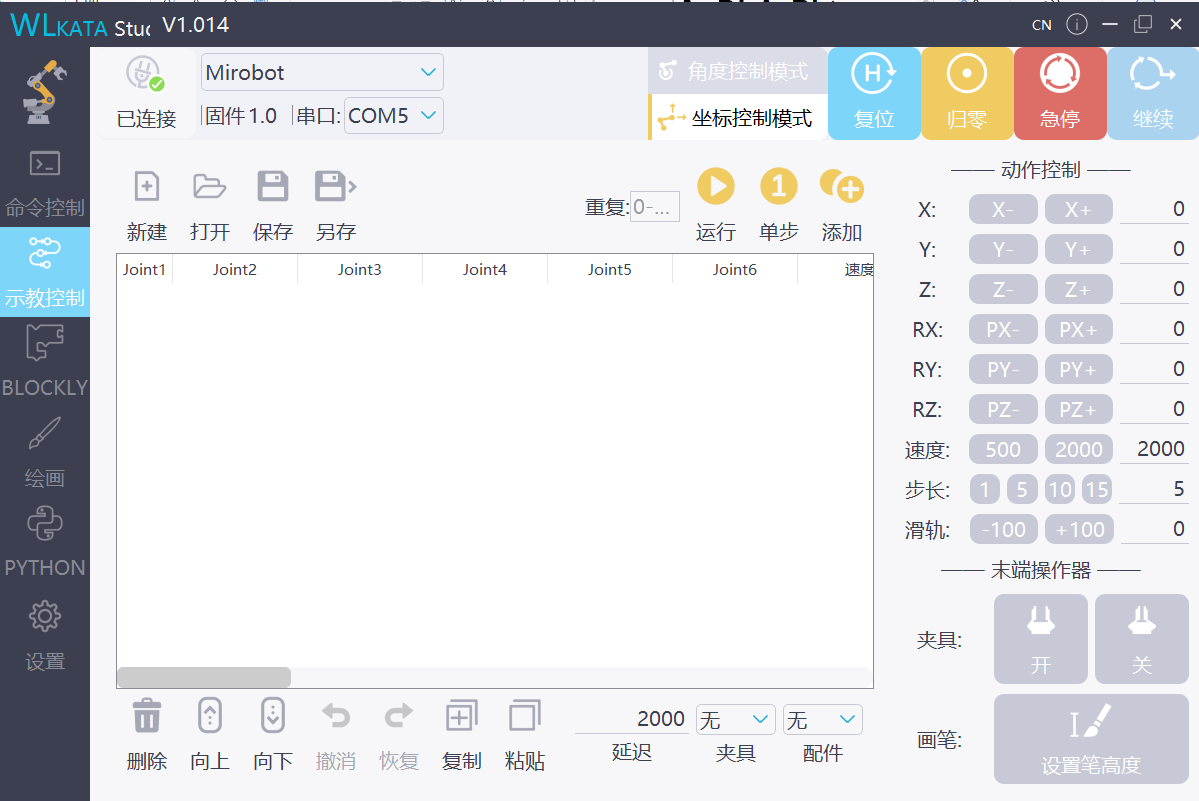 WLKATA Stu V1.014
CN
已连接
Mirobot
固件1.0
串口:
COM5
角度控制模式
坐标控制模式
复位
归零
急停
继续
命令控制
示教控制
BLOCKLY
绘画
PYTHON
设置
新建
打开
保存
另存
重复:
0-...
运行
1
单步
添加
Joint1 Joint2 Joint3 Joint4 Joint5 Joint6 速度
删除
向上
向下
撤消
恢复
复制
粘贴
2000
延迟
无
夹具
无
配件
动作控制
X: X- X+ 0
Y: Y- Y+ 0
Z: Z- Z+ 0
RX: PX- PX+ 0
RY: PY- PY+ 0
RZ: PZ- PZ+ 0
速度: 500 2000 2000
步长: 1 5 10 15 5
滑轨: -100 +100 0
末端操作器
夹具:
开
关
画笔:
设置笔高度